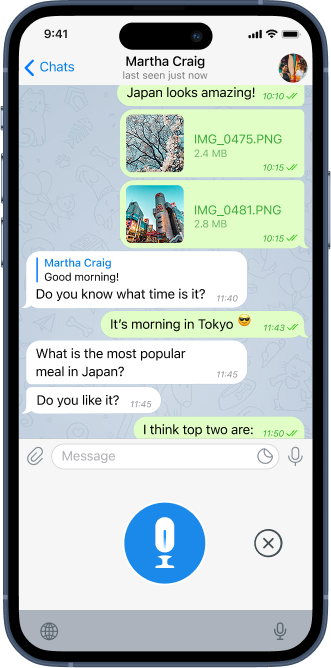 9:41
Chats
Martha Craig
last seen just now
Japan looks amazing! 10:10
IMG_0475.PNG
2.4 MB
10:15
IMG_0481.PNG
2.8 MB
10:15
Martha Craig
Good morning!
Do you know what time is it? 11:40
It's morning in Tokyo 😎 11:43
What is the most popular
meal in Japan? 11:45
Do you like it? 11:45
I think top two are: 11:50
Message